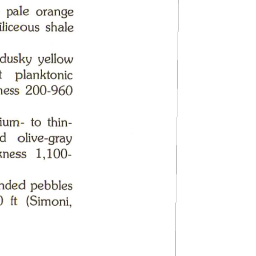 pale orange
iliceous shale
dusky yellow
t planktonic
ness 200-960
ium- to thin-
d olive-gray
kness 1,100-
nded pebbles
0 ft (Simoni,